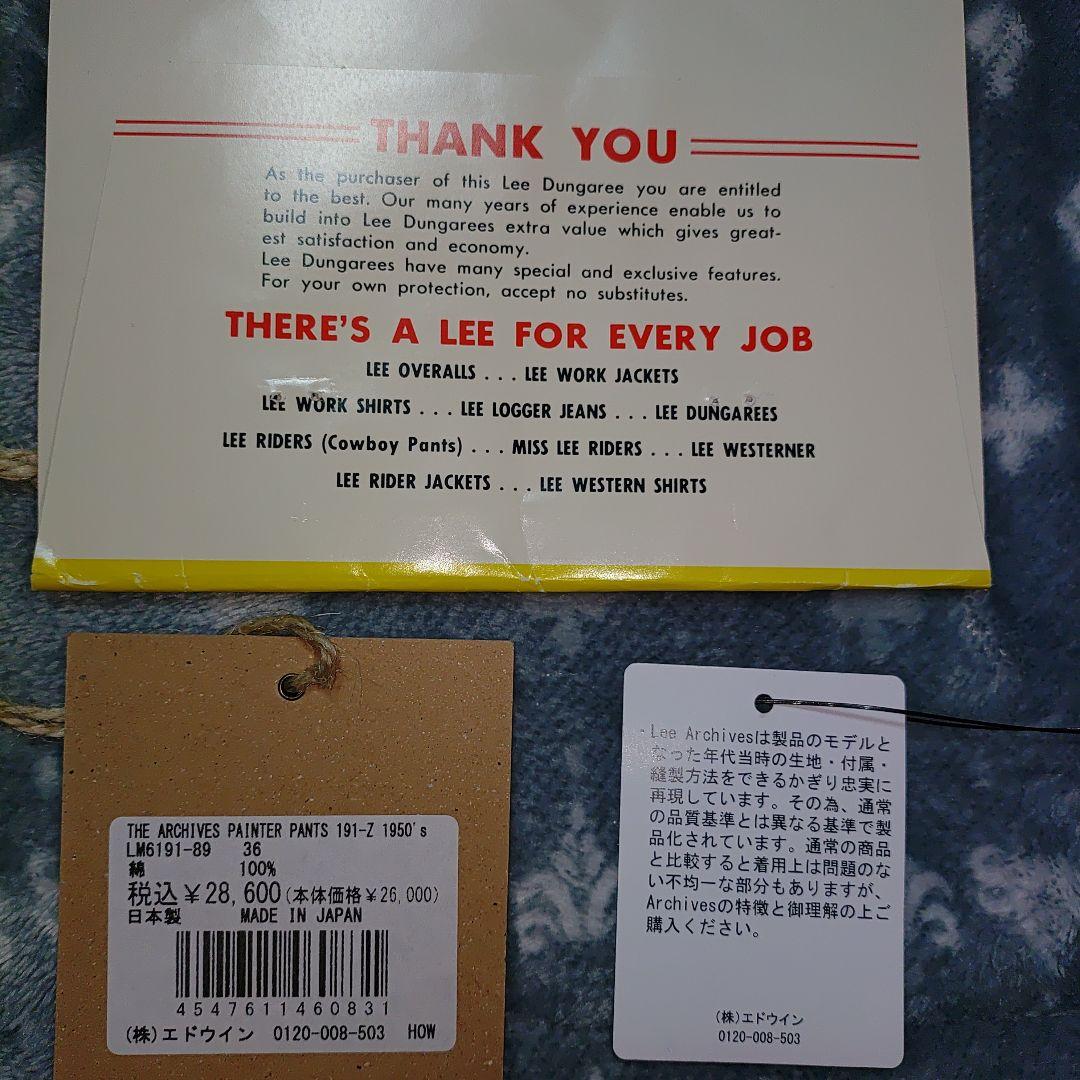 THANK YOU
As the purchaser of this Lee Dungaree you are entitled
to the best. Our many years of experience enable us to
build into Lee Dungarees extra value which gives great-
est satisfaction and economy.
Lee Dungarees have many special and exclusive features.
For your own protection, accept no substitutes.
THERE'S A LEE FOR EVERY JOB
LEE OVERALLS . . . LEE WORK JACKETS
LEE WORK SHIRTS . . . LEE LOGGER JEANS . . . LEE DUNGAREES
LEE RIDERS (Cowboy Pants) . . . MISS LEE RIDERS . . . LEE WESTERNER
LEE RIDER JACKETS . . . LEE WESTERN SHIRTS
THE ARCHIVES PAINTER PANTS 191-Z 1950's
LM6191-89 36
綿 100%
税込¥28,600(本体価格¥26,000)
日本製 MADE IN JAPAN
4547611460831
(株)エドウイン 0120-008-503 HOW
Lee Archivesは製品のモデルと
なった年代当時の生地・付属・
縫製方法をできるかぎり忠実に
再現しています。その為、通常
の品質基準とは異なる基準で製
品化されています。通常の商品
と比較すると着用上は問題のな
い不均一な部分もありますが、
Archivesの特徴と御理解の上ご
購入ください。
(株)エドウイン
0120-008-503